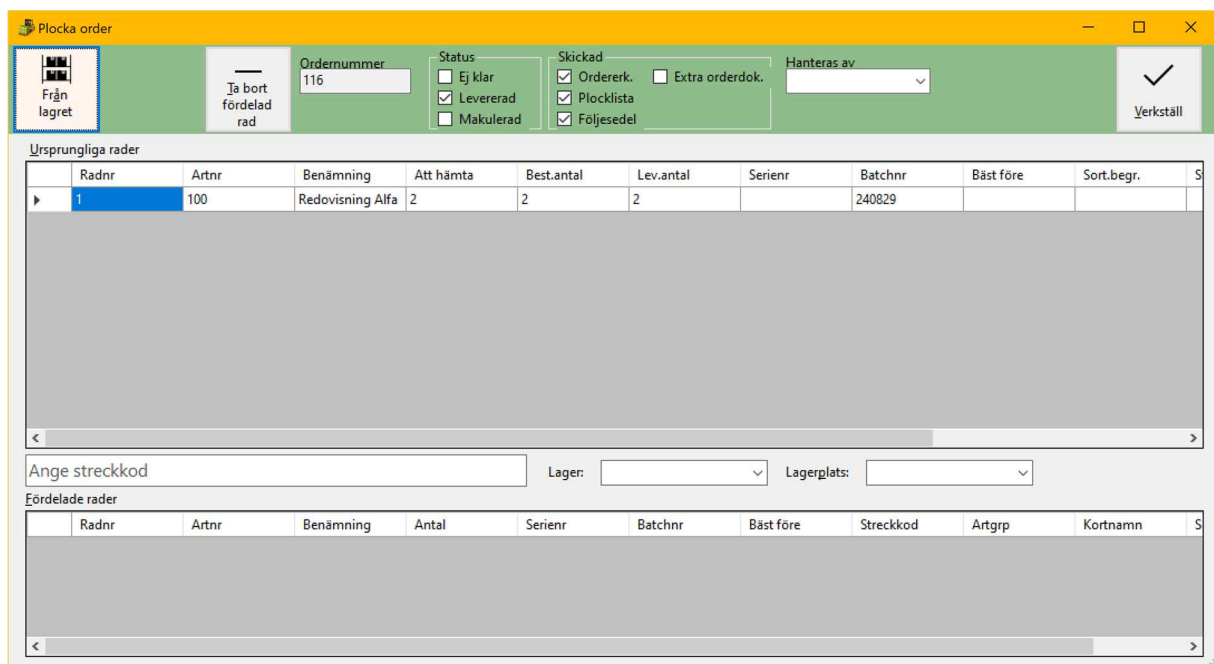 Plocka order
Från
lagret
Ta bort
fördelad
rad
Ordernummer
116
Status
Ej klar
Levererad
Makulerad
Skickad
Ordererk.
Extra orderdok.
Plocklista
Följesedel
Hanteras av
Verkställ
Ursprungliga rader
Radnr Artnr Benämning Att hämta Best.antal Lev.antal Serienr Batchnr Bäst före Sort.begr.
1 100 Redovisning Alfa 2 2 2 240829
Ange streckkod
Lager:
Lagerplats:
Fördelade rader
Radnr Artnr Benämning Antal Serienr Batchnr Bäst före Streckkod Artgrp Kortnamn